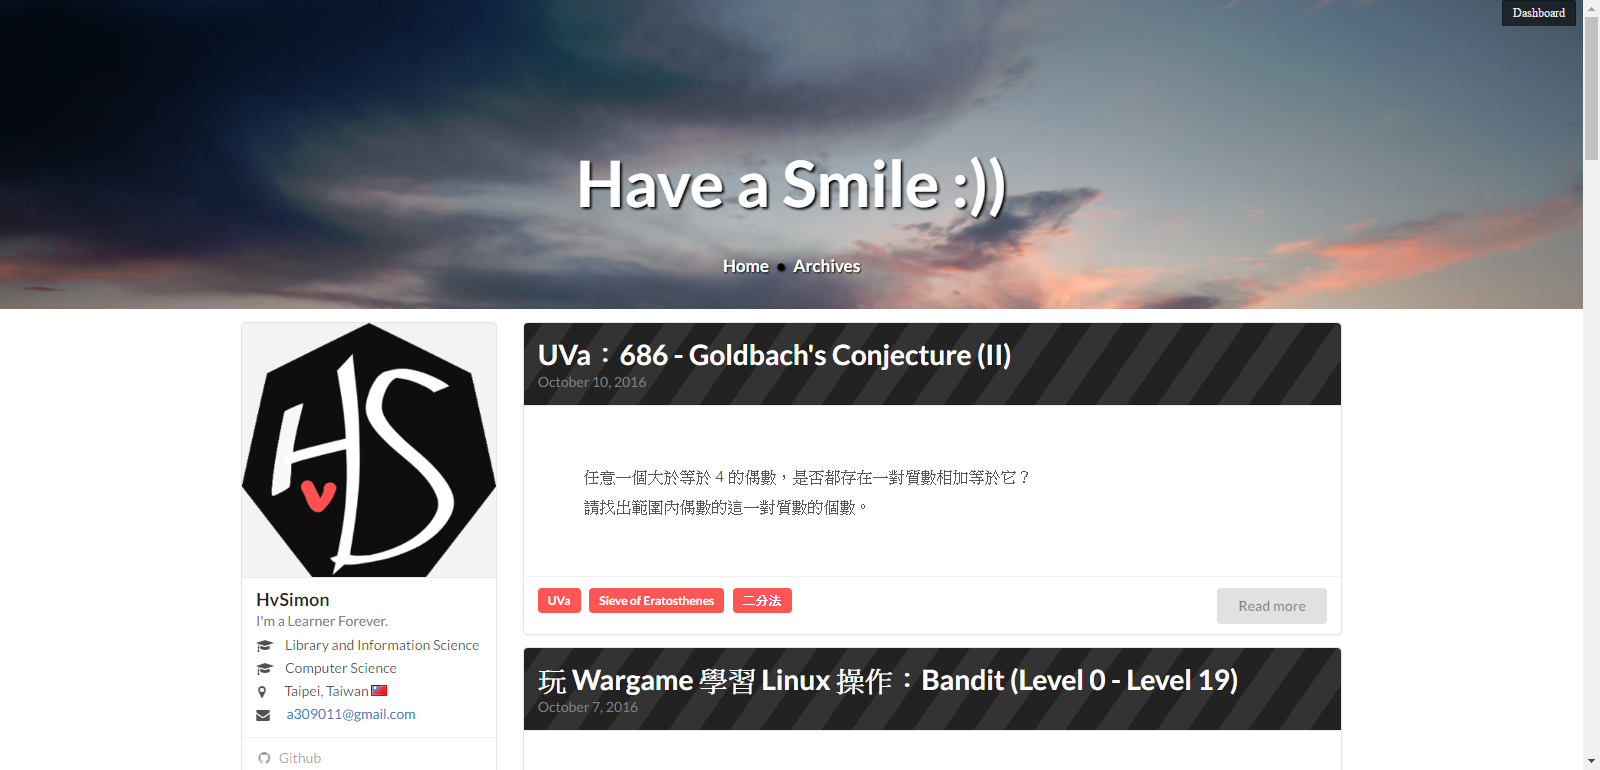 Dashboard
Have a Smile :))
Home ● Archives
HvS
HvSimon
I'm a Learner Forever.
Library and Information Science
Computer Science
Taipei, Taiwan
a309011@gmail.com
Github
UVa：686 - Goldbach's Conjecture (II)
October 10, 2016
任意一個大於等於 4 的偶數，是否都存在一對質數相加等於它？
請找出範圍內偶數的這一對質數的個數。
UVa Sieve of Eratosthenes 二分法
Read more
玩 Wargame 學習 Linux 操作：Bandit (Level 0 - Level 19)
October 7, 2016